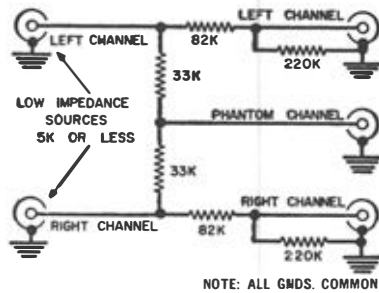 LEFT CHANNEL
82K
LEFT CHANNEL
220K
33K
LOW IMPEDANCE
SOURCES
5K OR LESS
PHANTOM CHANNEL
33K
RIGHT CHANNEL
RIGHT CHANNEL
82K
220K
NOTE: ALL GNDS. COMMON